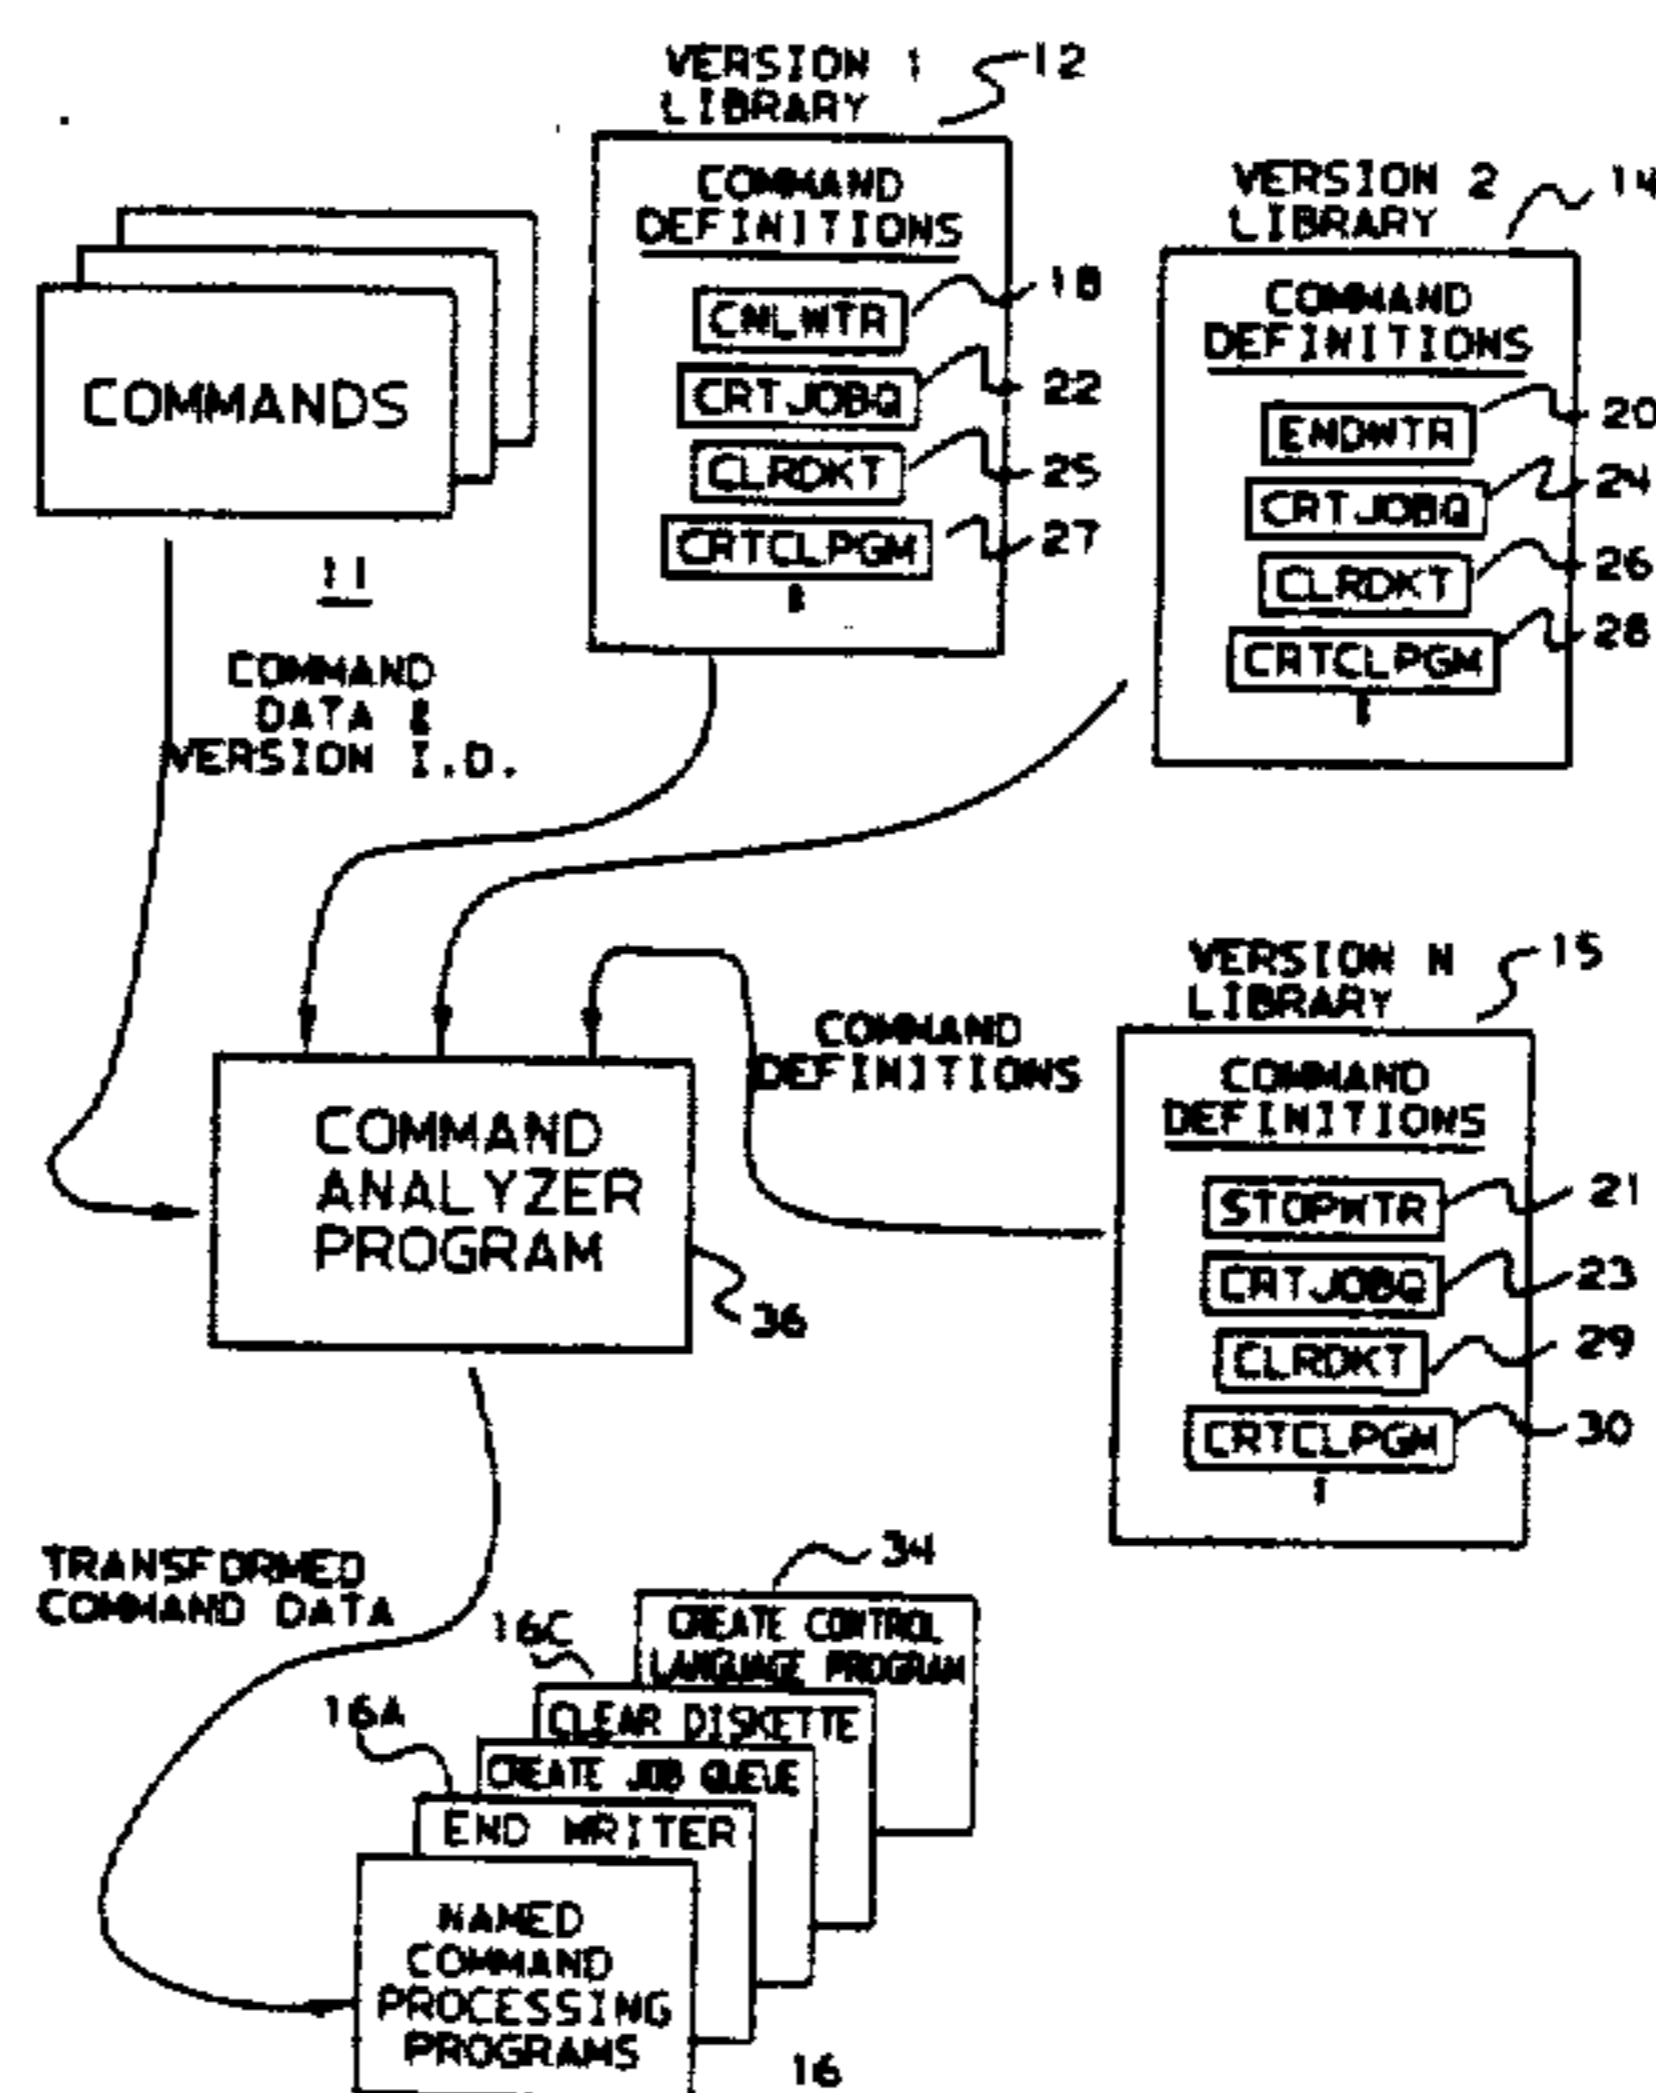 VERSION 1
LIBRARY
12
COMMAND
DEFINITIONS
CNLWTR
18
CRTJOBQ
22
CLRDKT
25
CRTCLPGM
27
VERSION 2
LIBRARY
14
COMMAND
DEFINITIONS
ENDWTR
20
CRTJOBQ
24
CLRDKT
26
CRTCLPGM
28
COMMANDS
11
COMMAND
DATA &
VERSION I.D.
VERSION N
LIBRARY
15
COMMAND
DEFINITIONS
STOPWTR
21
CRTJOBQ
23
CLRDKT
29
CRTCLPGM
30
COMMAND
DEFINITIONS
COMMAND
ANALYZER
PROGRAM
36
TRANSFORMED
COMMAND DATA
34
CREATE CONTROL
LANGUAGE PROGRAM
16C
CLEAR DISKETTE
CREATE JOB QUEUE
16A
END WRITER
NAMED
COMMAND
PROCESSING
PROGRAMS
16